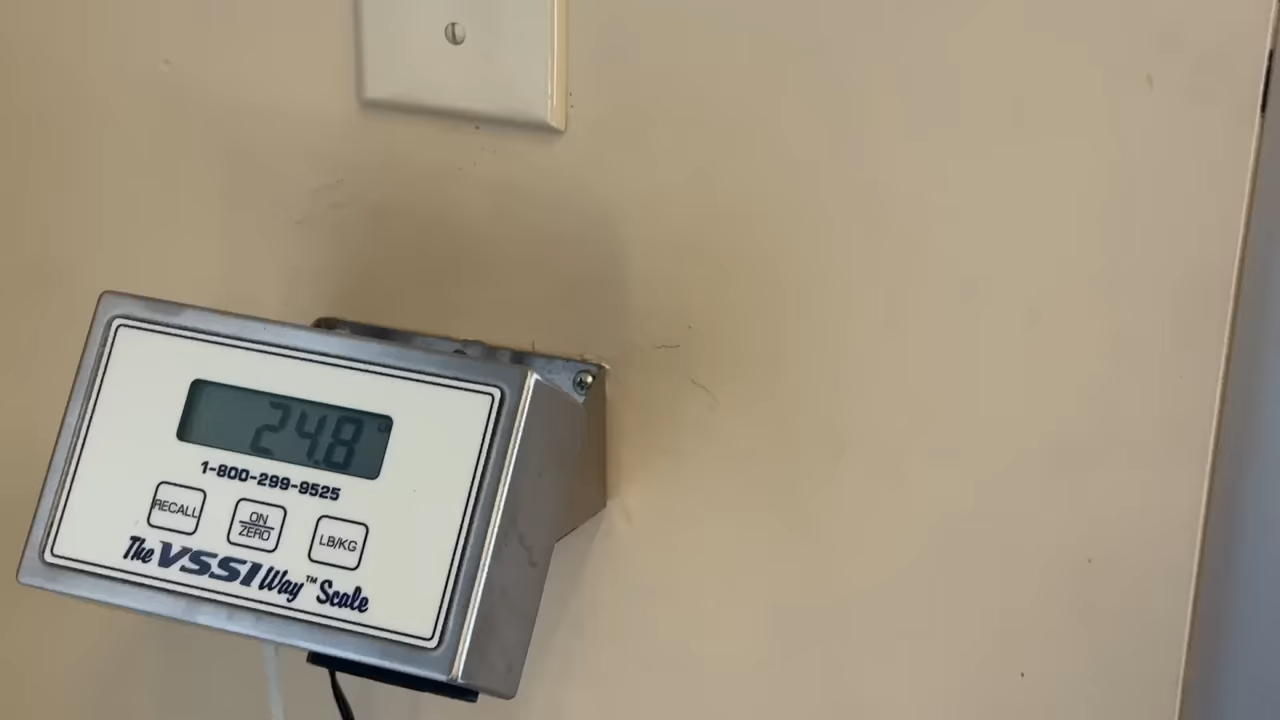 24.8
1-800-299-9525
RECALL
ON
ZERO
LB/KG
The VSSI Way™ Scale